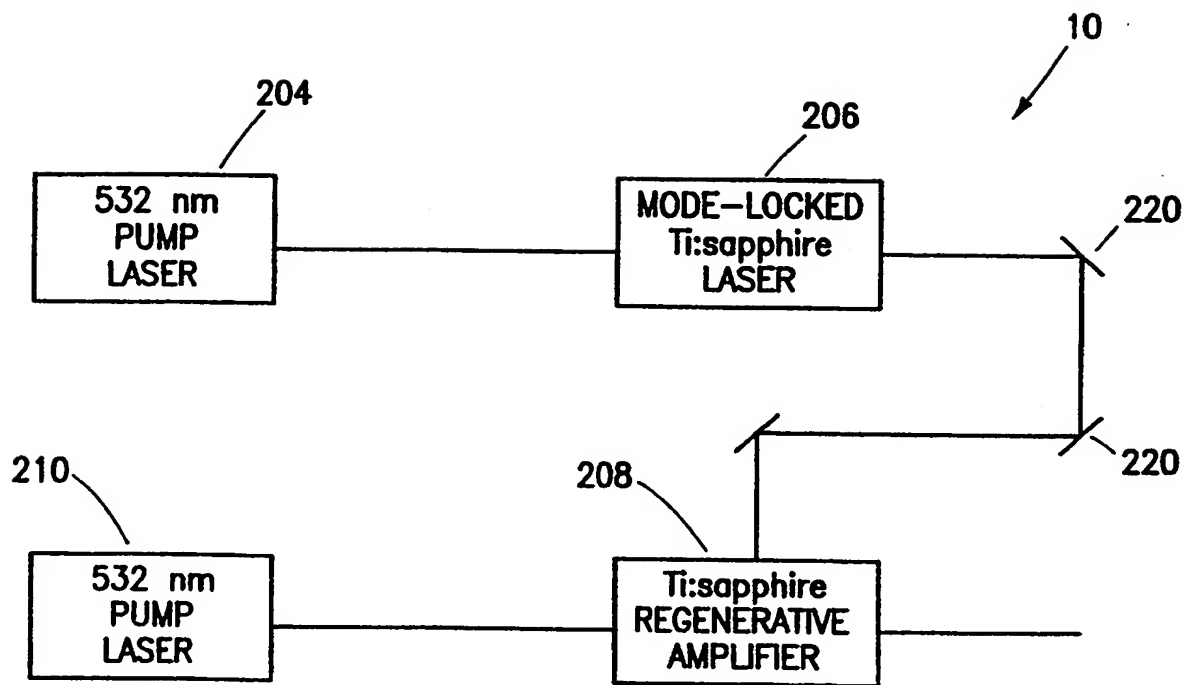 10
204
206
532 nm
PUMP
LASER
MODE-LOCKED
Ti:sapphire
LASER
220
220
210
208
532 nm
PUMP
LASER
Ti:sapphire
REGENERATIVE
AMPLIFIER